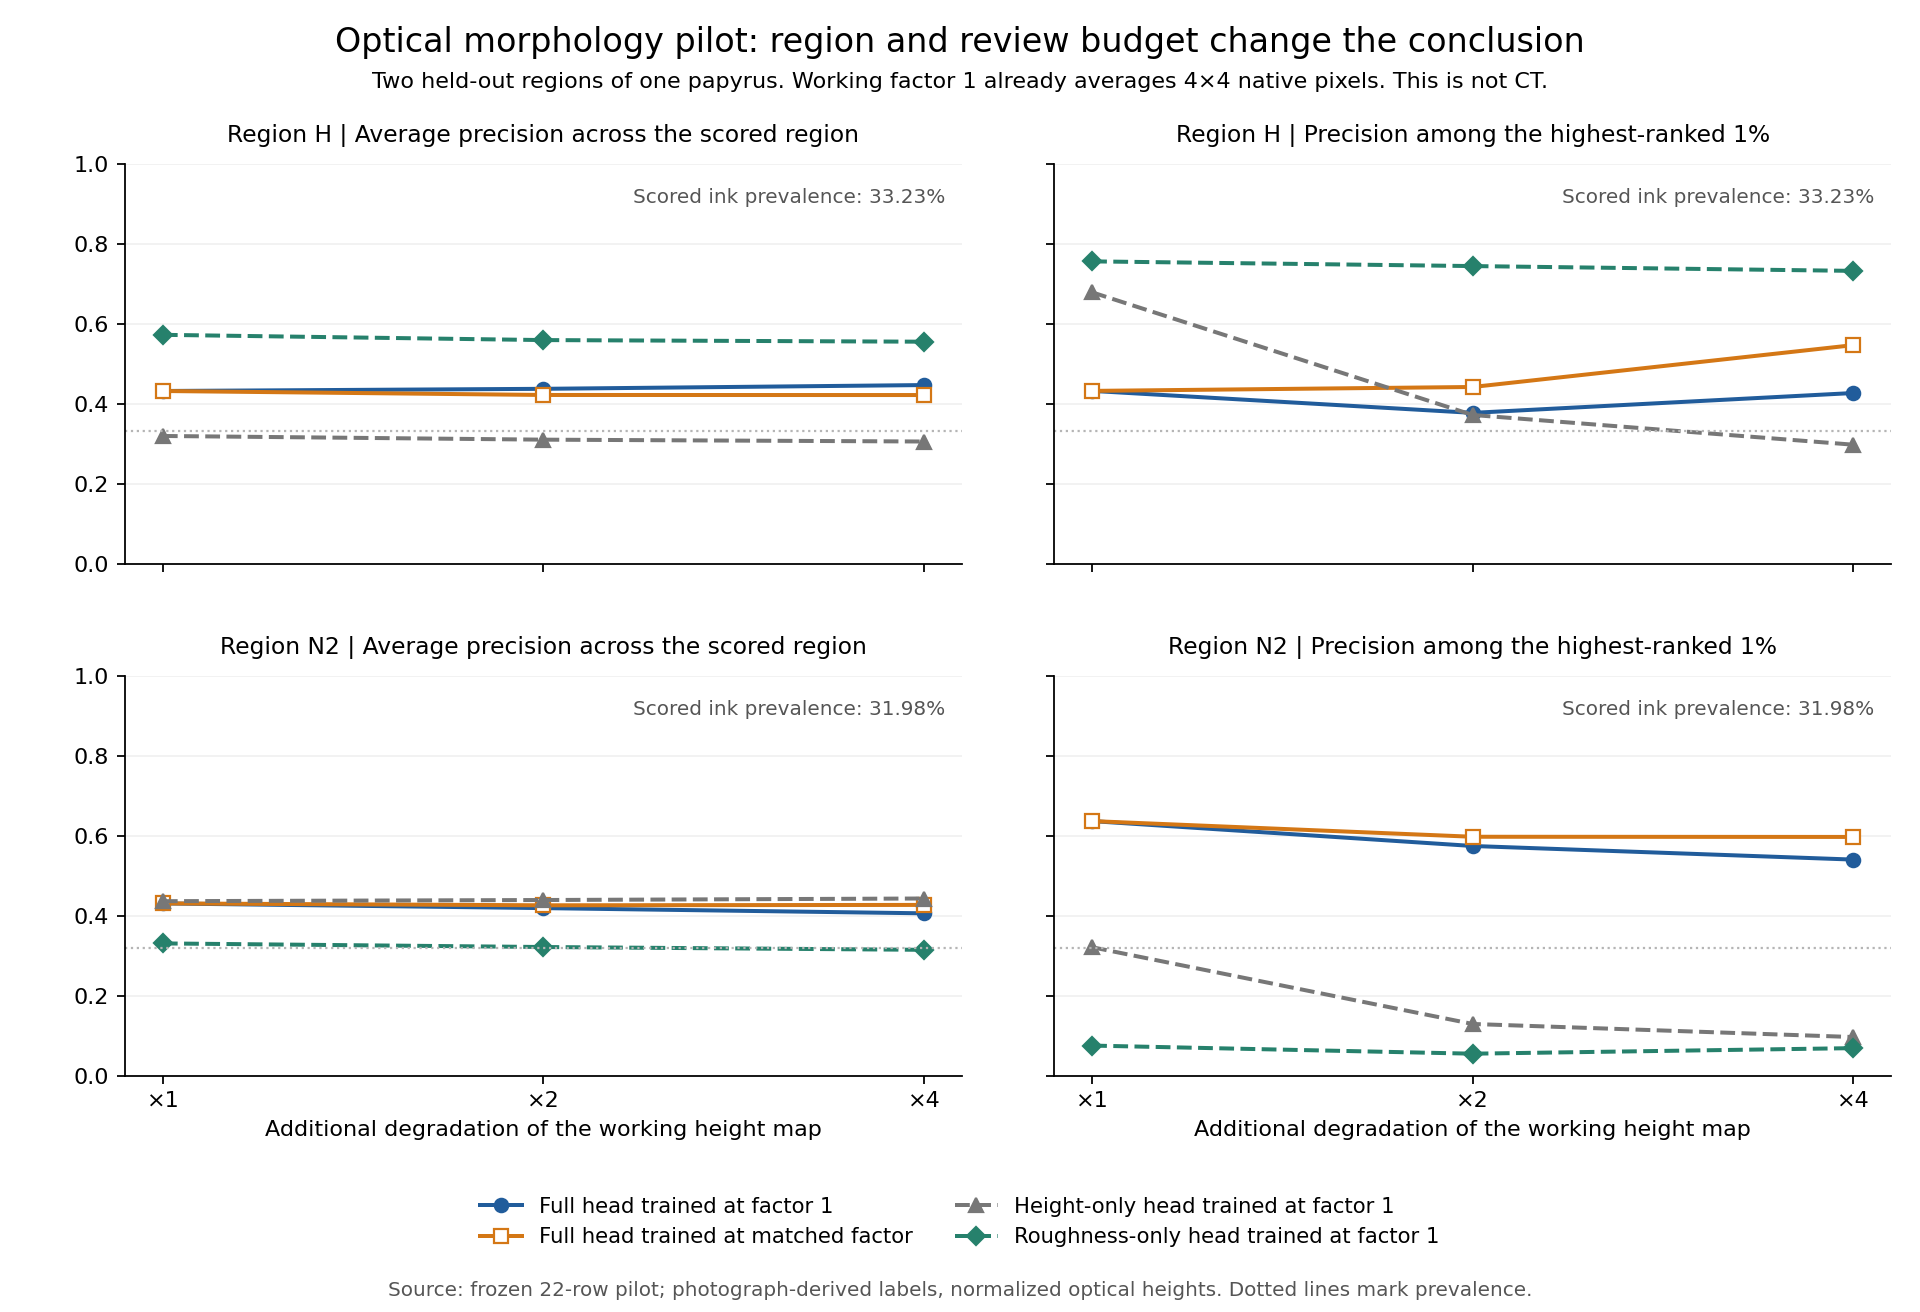 Optical morphology pilot: region and review budget change the conclusion
Two held-out regions of one papyrus. Working factor 1 already averages 4×4 native pixels. This is not CT.
Region H | Average precision across the scored region
1.0
Scored ink prevalence: 33.23%
0.8
0.6
0.4
0.2
0.0
Region H | Precision among the highest-ranked 1%
Scored ink prevalence: 33.23%
Region N2 | Average precision across the scored region
1.0
Scored ink prevalence: 31.98%
0.8
0.6
0.4
0.2
0.0
×1 ×2 ×4
Additional degradation of the working height map
Region N2 | Precision among the highest-ranked 1%
Scored ink prevalence: 31.98%
×1 ×2 ×4
Additional degradation of the working height map
Full head trained at factor 1
Full head trained at matched factor
Height-only head trained at factor 1
Roughness-only head trained at factor 1
Source: frozen 22-row pilot; photograph-derived labels, normalized optical heights. Dotted lines mark prevalence.